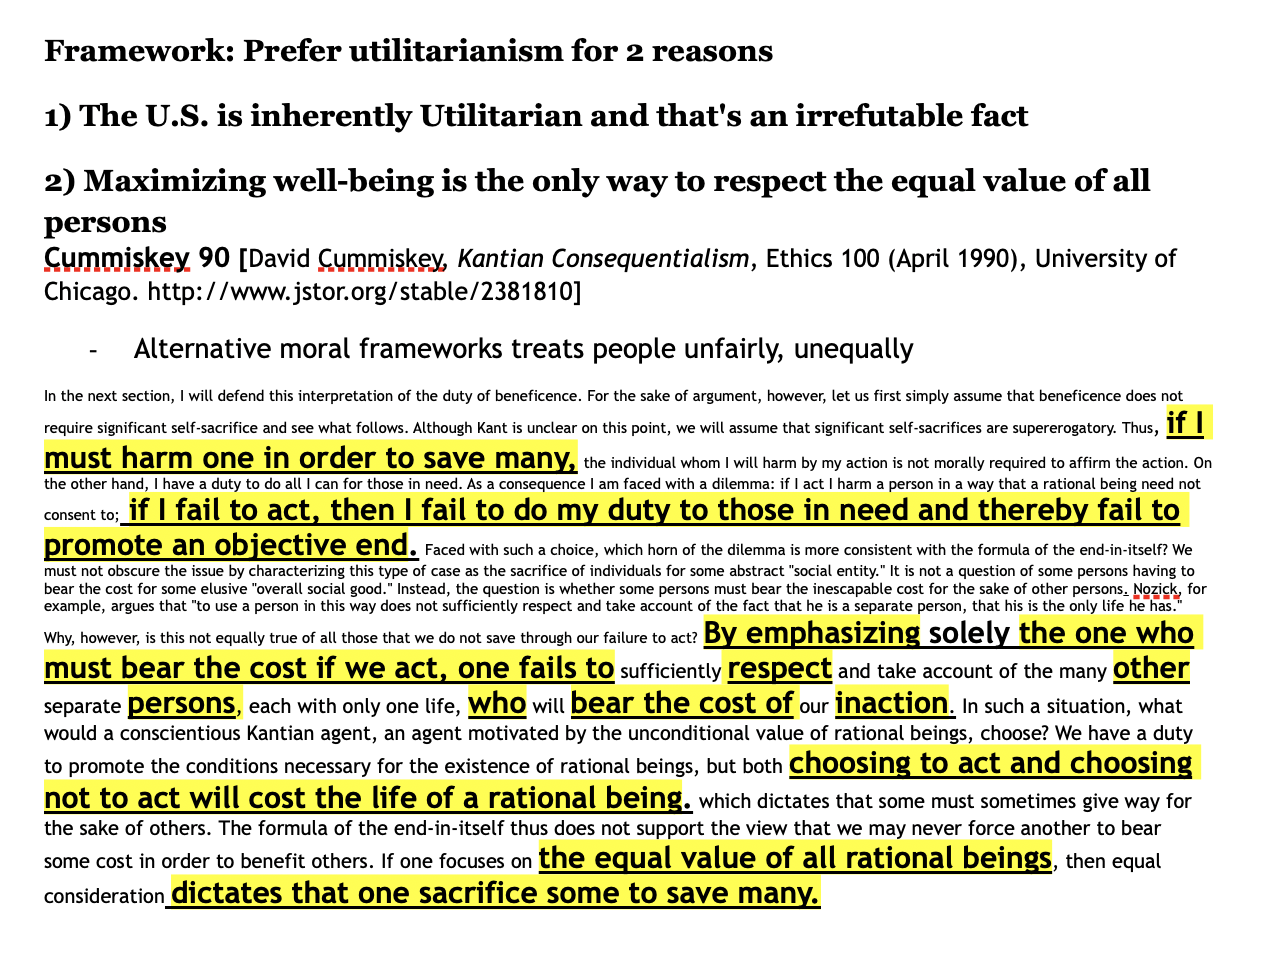 Framework: Prefer utilitarianism for 2 reasons
1) The U.S. is inherently Utilitarian and that's an irrefutable fact
2) Maximizing well-being is the only way to respect the equal value of all
persons
Cummiskey 90 [David Cummiskey, Kantian Consequentialism, Ethics 100 (April 1990), University of
Chicago. http://www.jstor.org/stable/2381810]
- Alternative moral frameworks treats people unfairly, unequally
In the next section, I will defend this interpretation of the duty of beneficence. For the sake of argument, however, let us first simply assume that beneficence does not
require significant self-sacrifice and see what follows. Although Kant is unclear on this point, we will assume that significant self-sacrifices are supererogatory. Thus, if I
must harm one in order to save many, the individual whom I will harm by my action is not morally required to affirm the action. On
the other hand, I have a duty to do all I can for those in need. As a consequence I am faced with a dilemma: if I act I harm a person in a way that a rational being need not
consent to; if I fail to act, then I fail to do my duty to those in need and thereby fail to
promote an objective end. Faced with such a choice, which horn of the dilemma is more consistent with the formula of the end-in-itself? We
must not obscure the issue by characterizing this type of case as the sacrifice of individuals for some abstract "social entity." It is not a question of some persons having to
bear the cost for some elusive "overall social good." Instead, the question is whether some persons must bear the inescapable cost for the sake of other persons. Nozick, for
example, argues that "to use a person in this way does not sufficiently respect and take account of the fact that he is a separate person, that his is the only life he has."
Why, however, is this not equally true of all those that we do not save through our failure to act? By emphasizing solely the one who
must bear the cost if we act, one fails to sufficiently respect and take account of the many other
separate persons, each with only one life, who will bear the cost of our inaction. In such a situation, what
would a conscientious Kantian agent, an agent motivated by the unconditional value of rational beings, choose? We have a duty
to promote the conditions necessary for the existence of rational beings, but both choosing to act and choosing
not to act will cost the life of a rational being. which dictates that some must sometimes give way for
the sake of others. The formula of the end-in-itself thus does not support the view that we may never force another to bear
some cost in order to benefit others. If one focuses on the equal value of all rational beings, then equal
consideration dictates that one sacrifice some to save many.